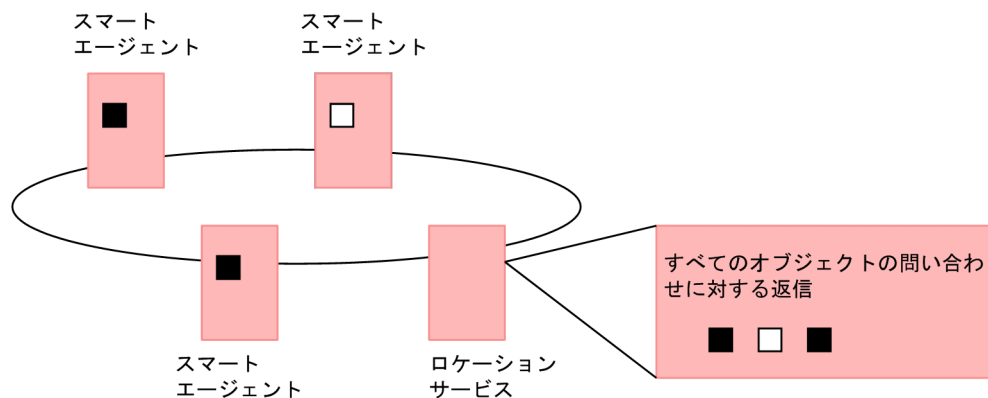 スマート
エージェント
スマート
エージェント
すべてのオブジェクトの問い合わ
せに対する返信
スマート
エージェント
ロケーション
サービス